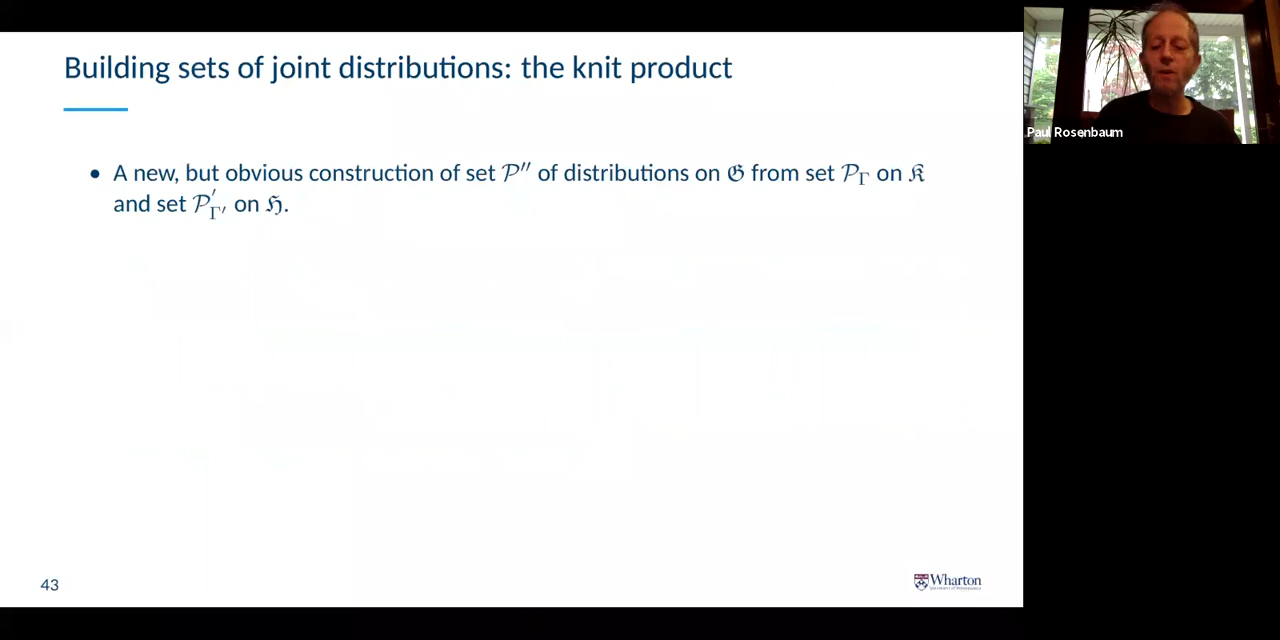 Building sets of joint distributions: the knit product
Paul Rosenbaum
• A new, but obvious construction of set 𝒫′′ of distributions on 𝔊 from set 𝒫_Γ on 𝔎
and set 𝒫′_Γ′ on ℌ.
43
Wharton